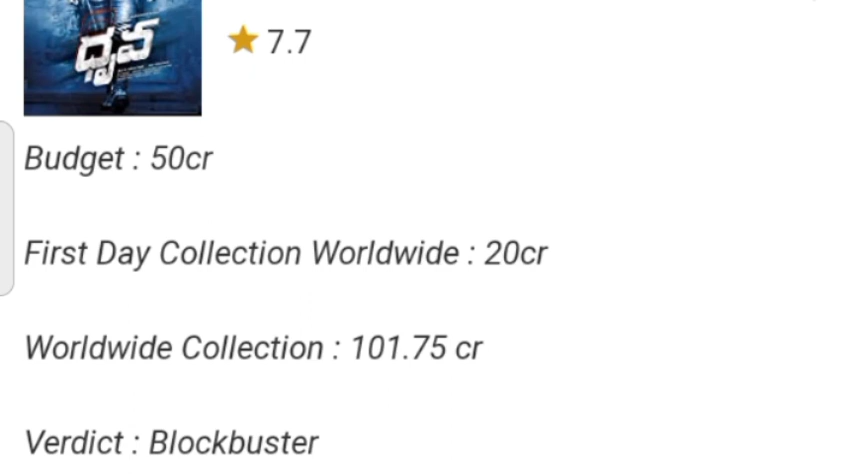 ధృవ
7.7
Budget : 50cr
First Day Collection Worldwide : 20cr
Worldwide Collection : 101.75 cr
Verdict : Blockbuster